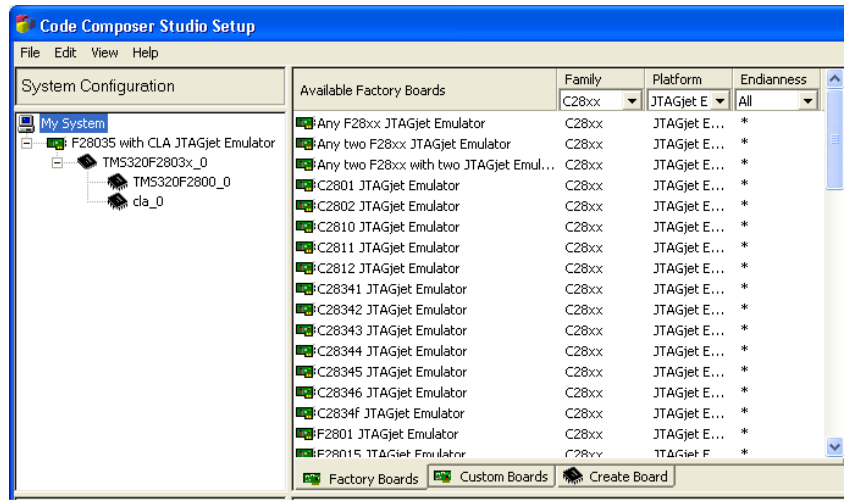 Code Composer Studio Setup
File Edit View Help
System Configuration
My System
F28035 with CLA JTAGjet Emulator
TMS320F2803x_0
TMS320F2800_0
cla_0
Available Factory Boards Family Platform Endianness
C28xx JTAGjet E All
Any F28xx JTAGjet Emulator C28xx JTAGjet E... *
Any two F28xx JTAGjet Emulator C28xx JTAGjet E... *
Any two F28xx with two JTAGjet Emul... C28xx JTAGjet E... *
C2801 JTAGjet Emulator C28xx JTAGjet E... *
C2802 JTAGjet Emulator C28xx JTAGjet E... *
C2810 JTAGjet Emulator C28xx JTAGjet E... *
C2811 JTAGjet Emulator C28xx JTAGjet E... *
C2812 JTAGjet Emulator C28xx JTAGjet E... *
C28341 JTAGjet Emulator C28xx JTAGjet E... *
C28342 JTAGjet Emulator C28xx JTAGjet E... *
C28343 JTAGjet Emulator C28xx JTAGjet E... *
C28344 JTAGjet Emulator C28xx JTAGjet E... *
C28345 JTAGjet Emulator C28xx JTAGjet E... *
C28346 JTAGjet Emulator C28xx JTAGjet E... *
C2834f JTAGjet Emulator C28xx JTAGjet E... *
F2801 JTAGjet Emulator C28xx JTAGjet E... *
F28015 JTAGjet Emulator C28xx JTAGjet E... *
Factory Boards Custom Boards Create Board